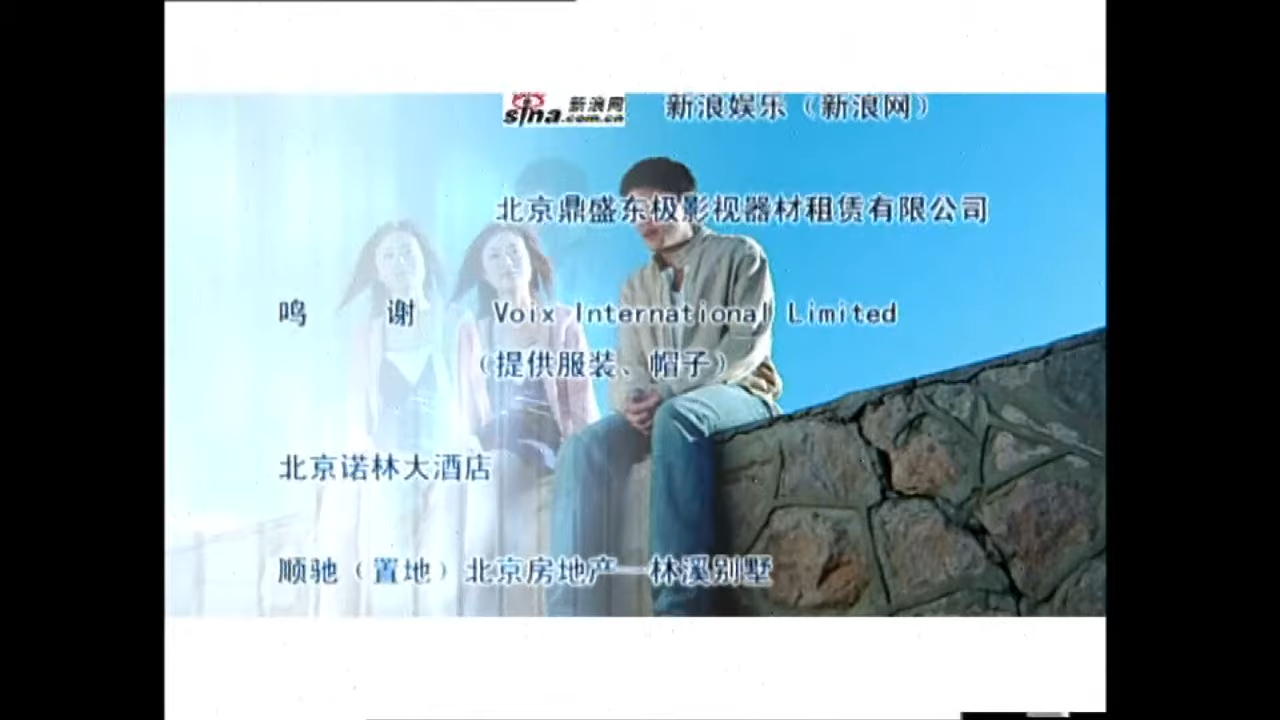 sina 新浪网 .com.cn 新浪娱乐（新浪网）
北京鼎盛东极影视器材租赁有限公司
鸣 谢 Voix International Limited
（提供服装、帽子）
北京诺林大酒店
顺驰（置地）北京房地产—林溪别墅